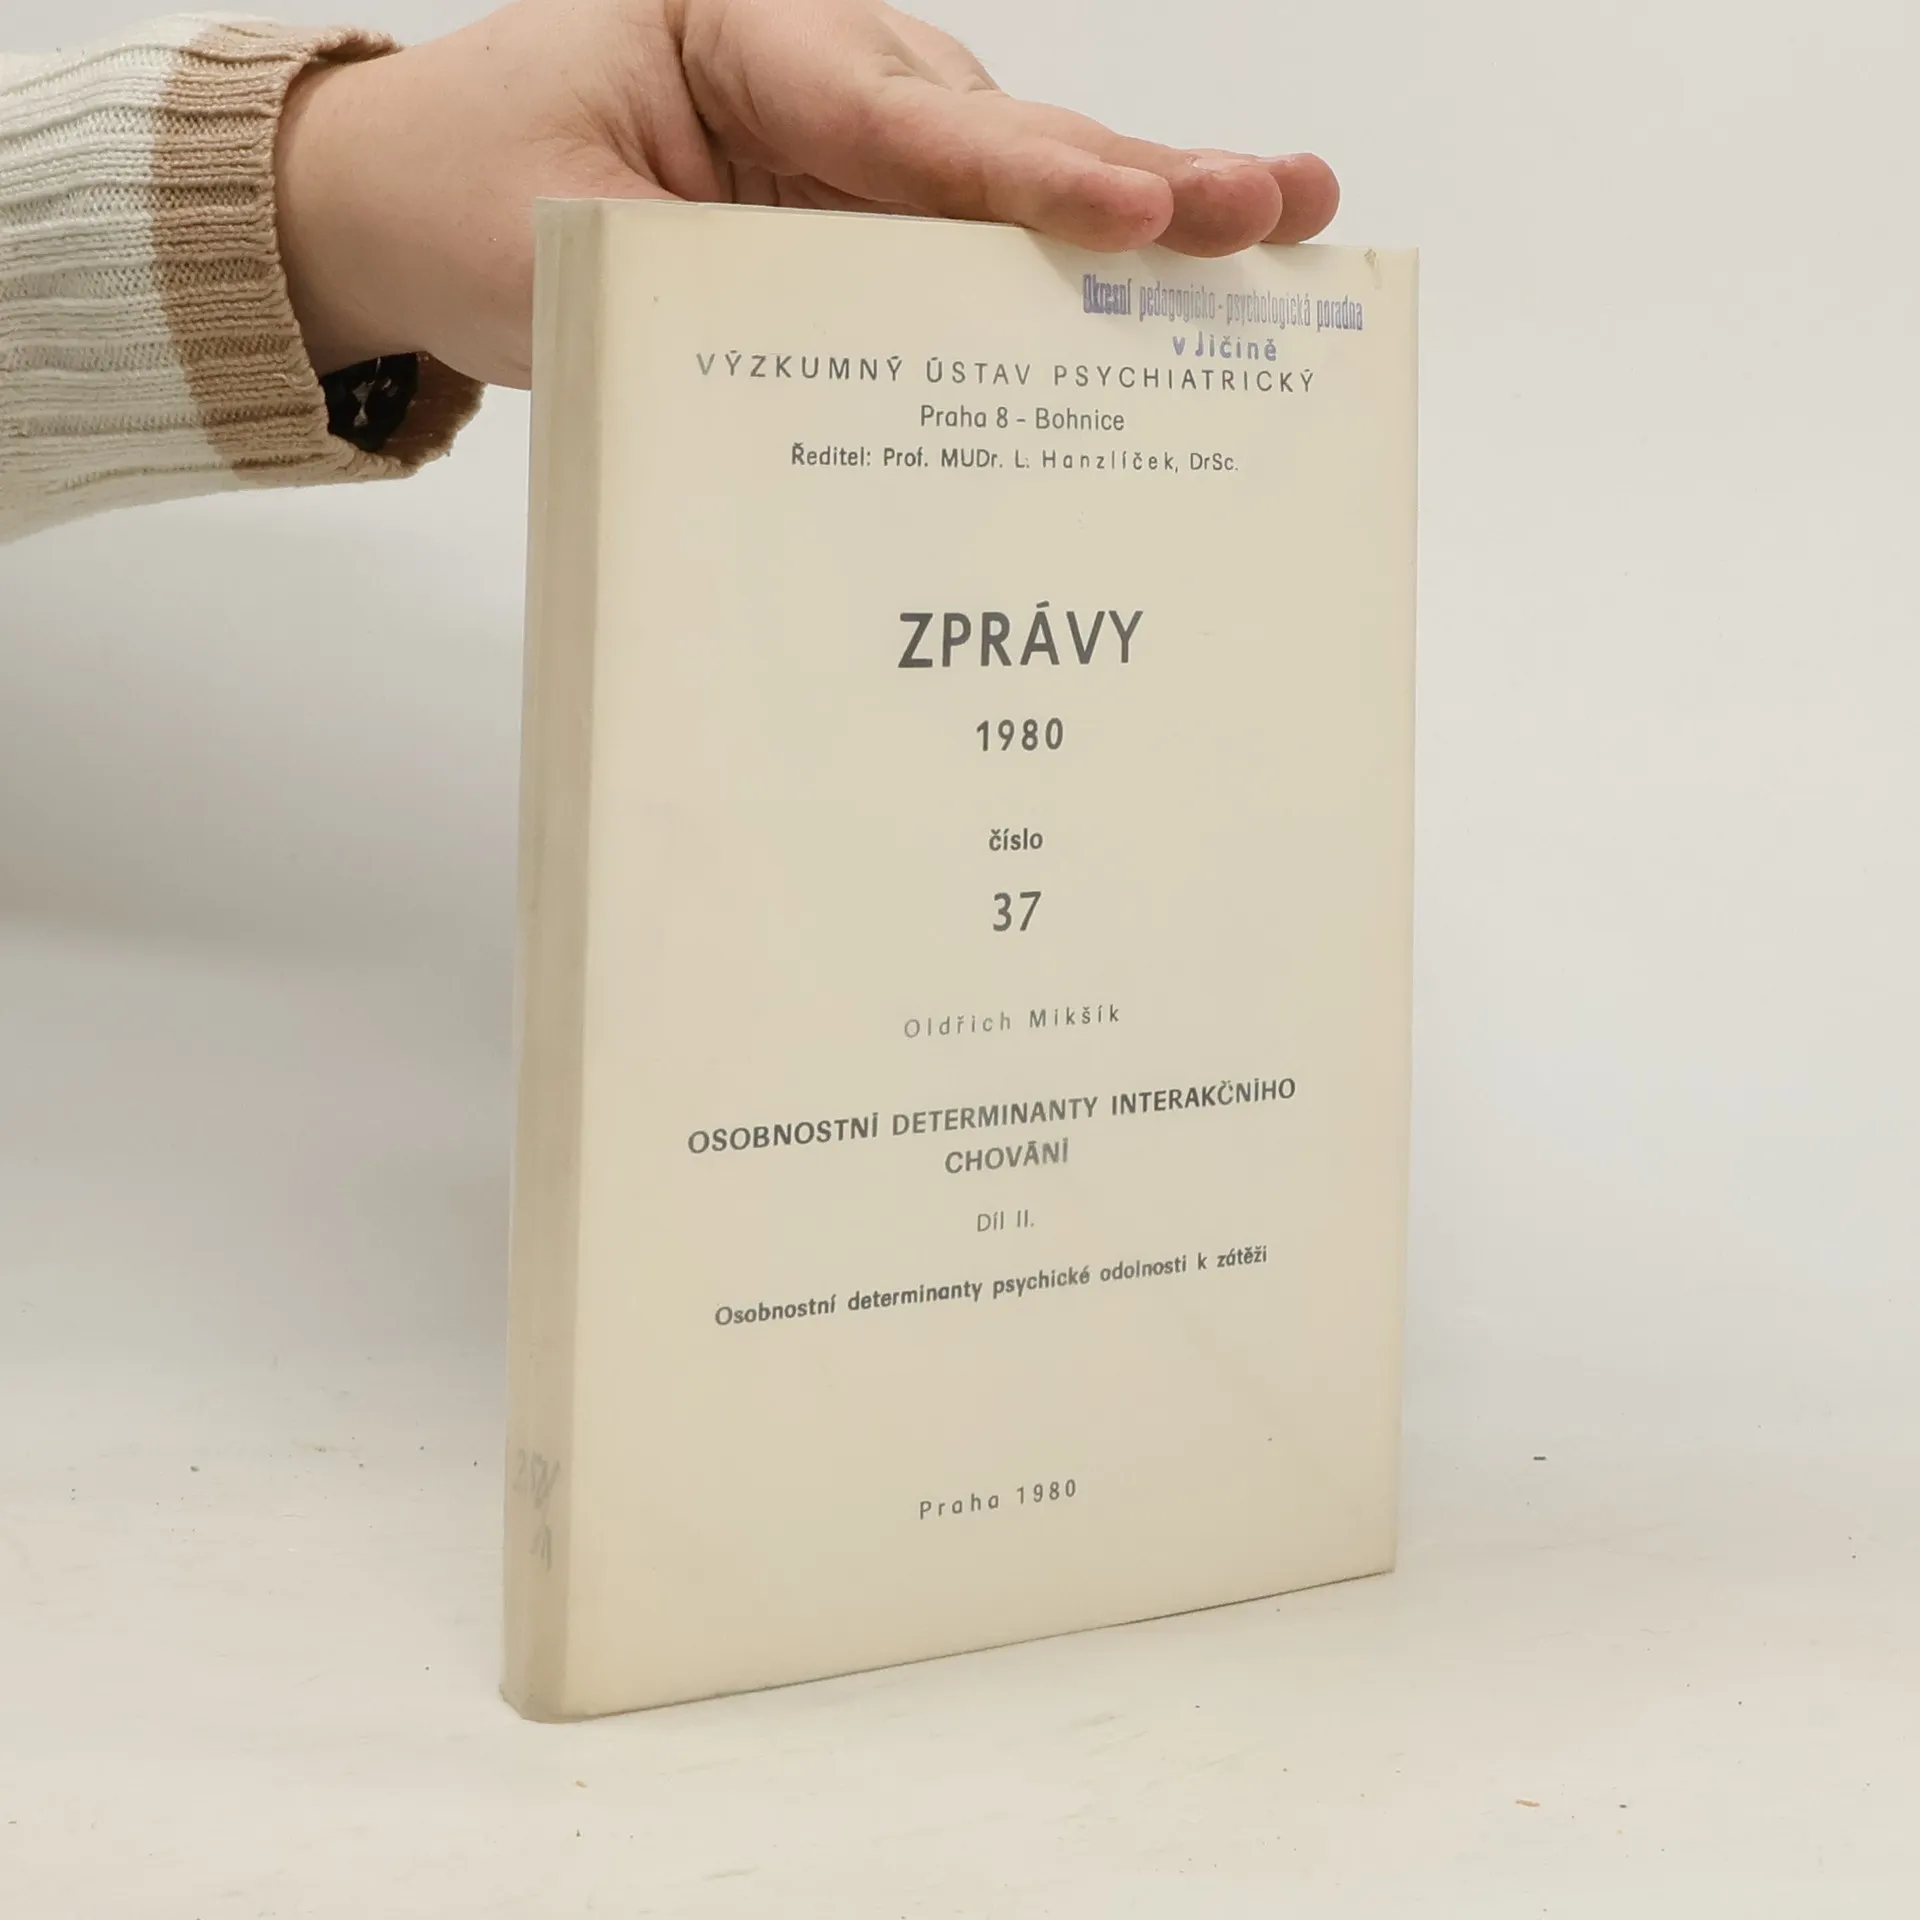 Okresní pedagogicko-psychologická poradna
v Jičíně
VÝZKUMNÝ ÚSTAV PSYCHIATRICKÝ
Praha 8 - Bohnice
Ředitel: Prof. MUDr. L. Hanzlíček, DrSc.
ZPRÁVY
1980
číslo
37
Oldřich Mikšík
OSOBNOSTNÍ DETERMINANTY INTERAKČNÍHO
CHOVÁNÍ
Díl II.
Osobnostní determinanty psychické odolnosti k zátěži
Praha 1980